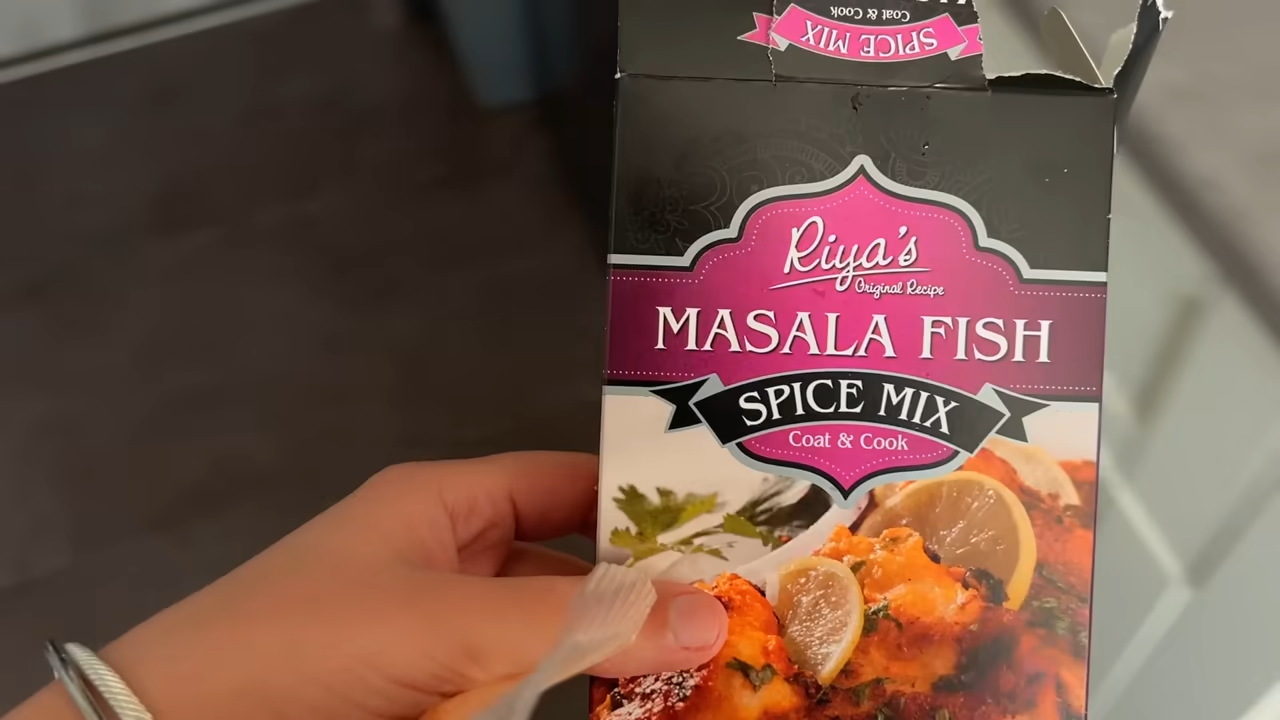 Coat & Cook
SPICE MIX
Riya's
Original Recipe
MASALA FISH
SPICE MIX
Coat & Cook